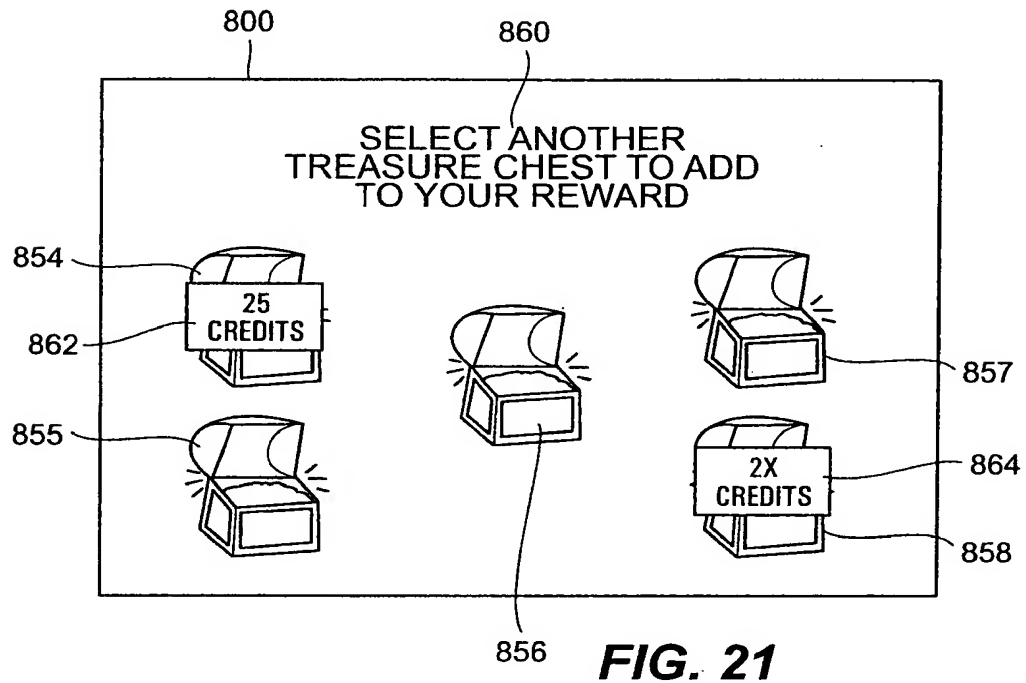 800
860
SELECT ANOTHER
TREASURE CHEST TO ADD
TO YOUR REWARD
854
25
CREDITS
862
857
855
2X
CREDITS
864
858
856
FIG. 21